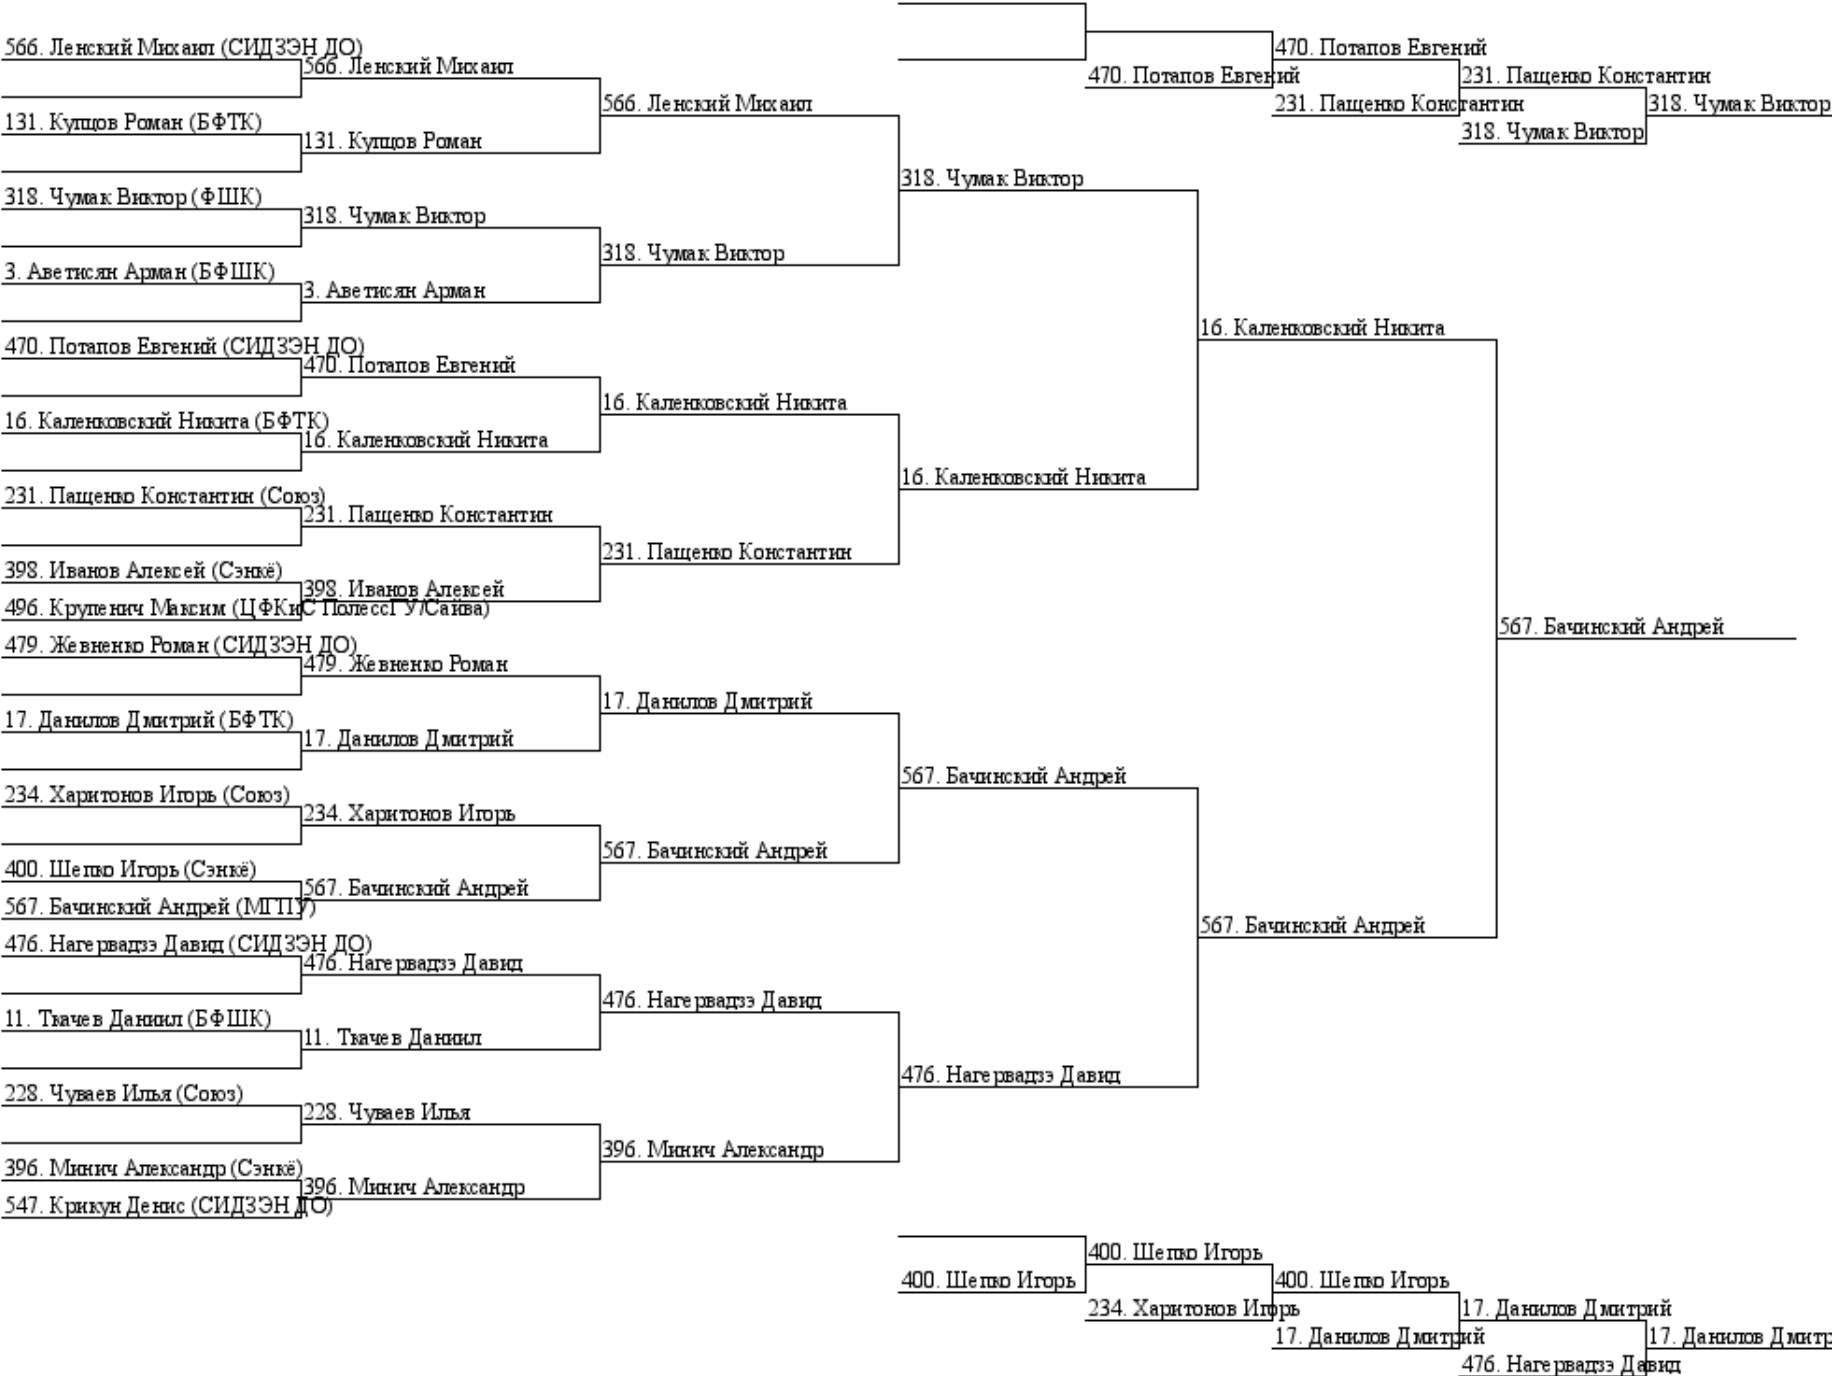 566. Ленский Михаил (СИДЗЭН ДО)
131. Купцов Роман (БФТК)
318. Чумак Виктор (ФШК)
3. Аветисян Арман (БФШК)
470. Потапов Евгений (СИДЗЭН ДО)
16. Каленковский Никита (БФТК)
231. Пащенко Константин (Союз)
398. Иванов Алексей (Сэнкё)
496. Крупенич Максим (ЦФКиС ПолессГУ/Сайва)
479. Жевненко Роман (СИДЗЭН ДО)
17. Данилов Дмитрий (БФТК)
234. Харитонов Игорь (Союз)
400. Шепко Игорь (Сэнкё)
567. Бачинский Андрей (МГПУ)
476. Нагервадзэ Давид (СИДЗЭН ДО)
11. Ткачев Даниил (БФШК)
228. Чуваев Илья (Союз)
396. Минич Александр (Сэнкё)
547. Крикун Денис (СИДЗЭН ДО)
566. Ленский Михаил
131. Купцов Роман
318. Чумак Виктор
3. Аветисян Арман
470. Потапов Евгений
16. Каленковский Никита
231. Пащенко Константин
398. Иванов Алексей
479. Жевненко Роман
17. Данилов Дмитрий
234. Харитонов Игорь
567. Бачинский Андрей
476. Нагервадзэ Давид
11. Ткачев Даниил
228. Чуваев Илья
396. Минич Александр
566. Ленский Михаил
318. Чумак Виктор
16. Каленковский Никита
231. Пащенко Константин
17. Данилов Дмитрий
567. Бачинский Андрей
476. Нагервадзэ Давид
396. Минич Александр
318. Чумак Виктор
16. Каленковский Никита
567. Бачинский Андрей
476. Нагервадзэ Давид
16. Каленковский Никита
567. Бачинский Андрей
567. Бачинский Андрей
470. Потапов Евгений
470. Потапов Евгений
231. Пащенко Константин
231. Пащенко Константин
318. Чумак Виктор
318. Чумак Виктор
400. Шепко Игорь
400. Шепко Игорь
234. Харитонов Игорь
400. Шепко Игорь
17. Данилов Дмитрий
17. Данилов Дмитрий
476. Нагервадзэ Давид
17. Данилов Дмитр